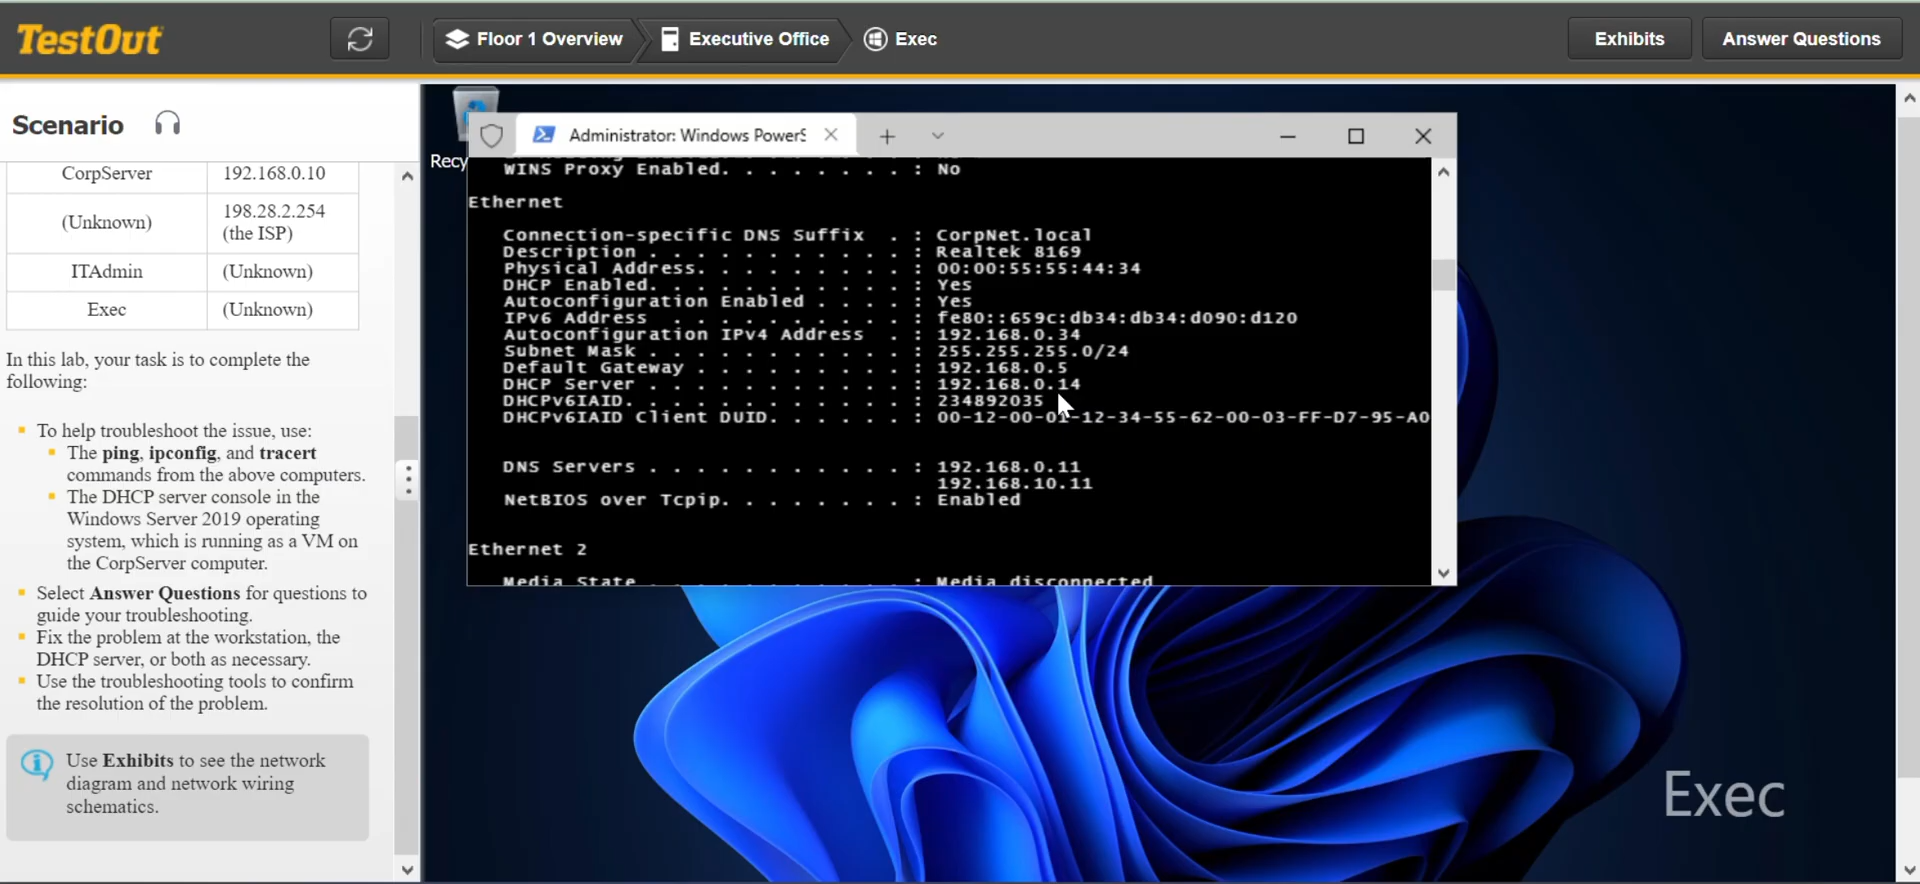 TestOut
Floor 1 Overview
Executive Office
Exec
Exhibits
Answer Questions
Scenario
CorpServer 192.168.0.10
(Unknown) 198.28.2.254
(the ISP)
ITAdmin (Unknown)
Exec (Unknown)
In this lab, your task is to complete the
following:
To help troubleshoot the issue, use:
The ping, ipconfig, and tracert
commands from the above computers.
The DHCP server console in the
Windows Server 2019 operating
system, which is running as a VM on
the CorpServer computer.
Select Answer Questions for questions to
guide your troubleshooting.
Fix the problem at the workstation, the
DHCP server, or both as necessary.
Use the troubleshooting tools to confirm
the resolution of the problem.
Use Exhibits to see the network
diagram and network wiring
schematics.
Recy
Administrator: Windows PowerS
WINS Proxy Enabled. . . . . . . . : No
Ethernet
Connection-specific DNS Suffix . : CorpNet.local
Description . . . . . . . . . . . : Realtek 8169
Physical Address. . . . . . . . . : 00:00:55:55:44:34
DHCP Enabled. . . . . . . . . . . : Yes
Autoconfiguration Enabled . . . . : Yes
IPv6 Address . . . . . . . . . . : fe80::659c:db34:db34:d090:d120
Autoconfiguration IPv4 Address . : 192.168.0.34
Subnet Mask . . . . . . . . . . . : 255.255.255.0/24
Default Gateway . . . . . . . . . : 192.168.0.5
DHCP Server . . . . . . . . . . . : 192.168.0.14
DHCPv6IAID. . . . . . . . . . . . : 234892035
DHCPv6IAID Client DUID. . . . . . : 00-12-00-01-12-34-55-62-00-03-FF-D7-95-A0
DNS Servers . . . . . . . . . . . : 192.168.0.11
192.168.10.11
NetBIOS over Tcpip. . . . . . . . : Enabled
Ethernet 2
Media State . . . . . . . . . . . : Media disconnected
Exec